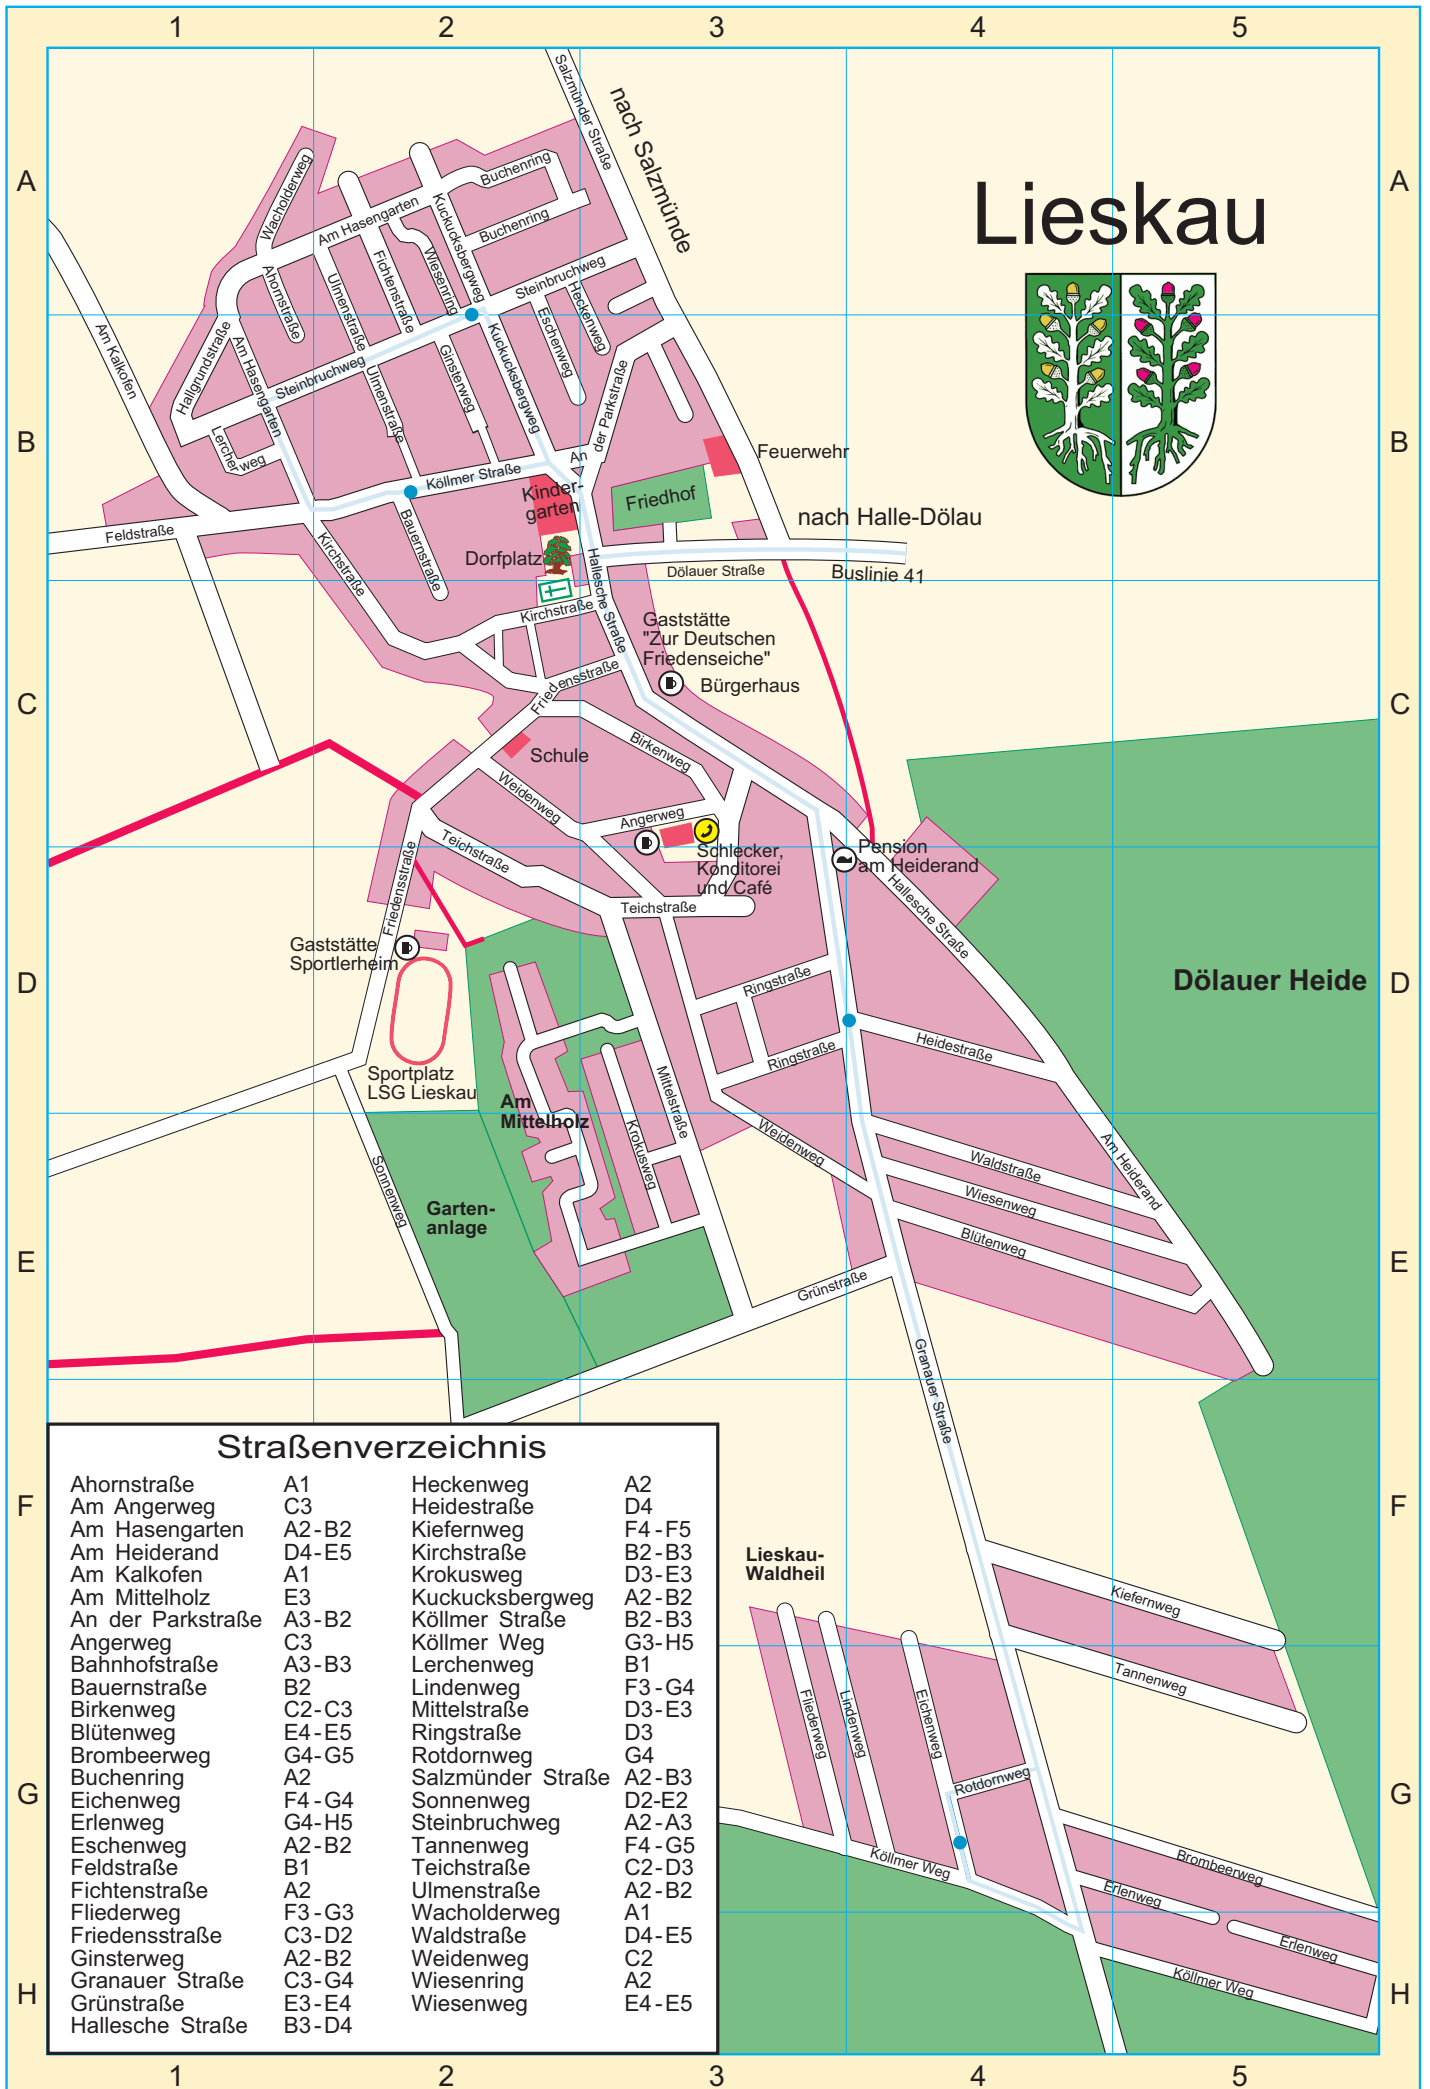 1 2 3 4 5
A A
B B
C C
D D
E E
F F
G G
H H
1 2 3 4 5
Lieskau
Salzmünder Straße
nach Salzmünde
Wacholderweg
Buchenring
Am Hasengarten
Kuckucksbergweg
Buchenring
Wiesenring
Fichtenstraße
Steinbruchweg
Ahornstraße
Ulmenstraße
Heckenweg
Eschenweg
Am Kalkofen
Hallgrundstraße
Am Hasengarten
Steinbruchweg
Ulmenstraße
Ginsterweg
Kuckucksbergweg
An der Parkstraße
Lerchenweg
Köllmer Straße
Feuerwehr
Kinder-
garten
Friedhof
Feldstraße
Bauernstraße
Kirchstraße
nach Halle-Dölau
Dorfplatz
Hallesche Straße
Dölauer Straße
Buslinie 41
Kirchstraße
Gaststätte
"Zur Deutschen
Friedenseiche"
Bürgerhaus
Friedensstraße
Birkenweg
Schule
Weidenweg
Angerweg
Teichstraße
Schlecker,
Konditorei
und Café
Pension
am Heiderand
Friedensstraße
Teichstraße
Hallesche Straße
Gaststätte
Sportlerheim
Dölauer Heide
Ringstraße
Ringstraße
Heidestraße
Sportplatz
LSG Lieskau
Am
Mittelholz
Mittelstraße
Krokusweg
Weidenweg
Waldstraße
Am Heiderand
Sonnenweg
Garten-
anlage
Wiesenweg
Blütenweg
Grünstraße
Granauer Straße
Lieskau-
Waldheil
Kiefernweg
Tannenweg
Fliederweg
Lindenweg
Eichenweg
Rotdornweg
Köllmer Weg
Brombeerweg
Erlenweg
Erlenweg
Köllmer Weg
Straßenverzeichnis
Ahornstraße A1
Am Angerweg C3
Am Hasengarten A2-B2
Am Heiderand D4-E5
Am Kalkofen A1
Am Mittelholz E3
An der Parkstraße A3-B2
Angerweg C3
Bahnhofstraße A3-B3
Bauernstraße B2
Birkenweg C2-C3
Blütenweg E4-E5
Brombeerweg G4-G5
Buchenring A2
Eichenweg F4-G4
Erlenweg G4-H5
Eschenweg A2-B2
Feldstraße B1
Fichtenstraße A2
Fliederweg F3-G3
Friedensstraße C3-D2
Ginsterweg A2-B2
Granauer Straße C3-G4
Grünstraße E3-E4
Hallesche Straße B3-D4
Heckenweg A2
Heidestraße D4
Kiefernweg F4-F5
Kirchstraße B2-B3
Krokusweg D3-E3
Kuckucksbergweg A2-B2
Köllmer Straße B2-B3
Köllmer Weg G3-H5
Lerchenweg B1
Lindenweg F3-G4
Mittelstraße D3-E3
Ringstraße D3
Rotdornweg G4
Salzmünder Straße A2-B3
Sonnenweg D2-E2
Steinbruchweg A2-A3
Tannenweg F4-G5
Teichstraße C2-D3
Ulmenstraße A2-B2
Wacholderweg A1
Waldstraße D4-E5
Weidenweg C2
Wiesenring A2
Wiesenweg E4-E5